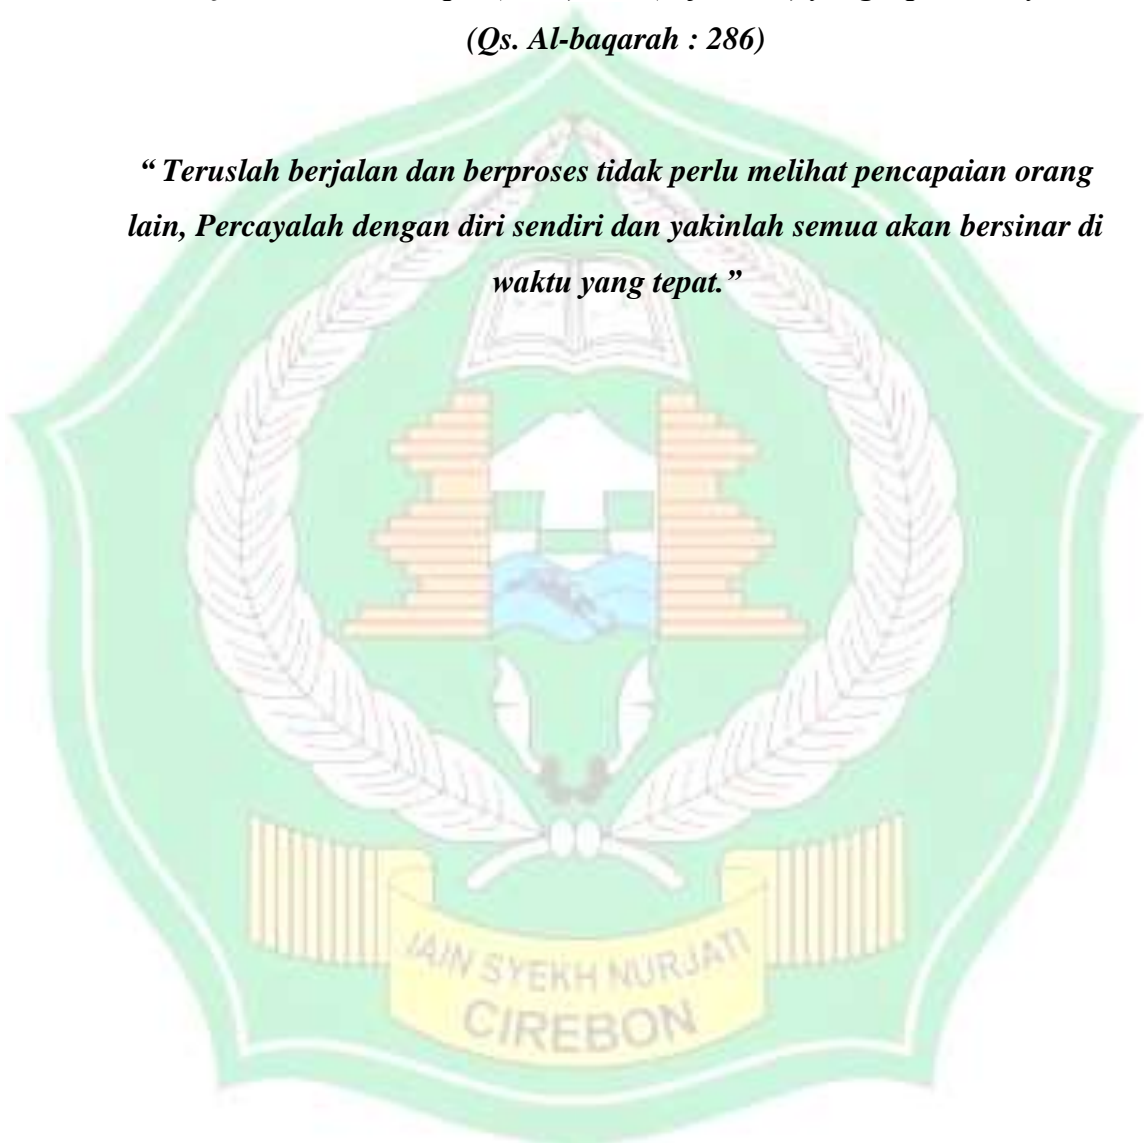 (Qs. Al-baqarah : 286)
“ Teruslah berjalan dan berproses tidak perlu melihat pencapaian orang
lain, Percayalah dengan diri sendiri dan yakinlah semua akan bersinar di
waktu yang tepat.”
IAIN SYEKH NURJATI
CIREBON